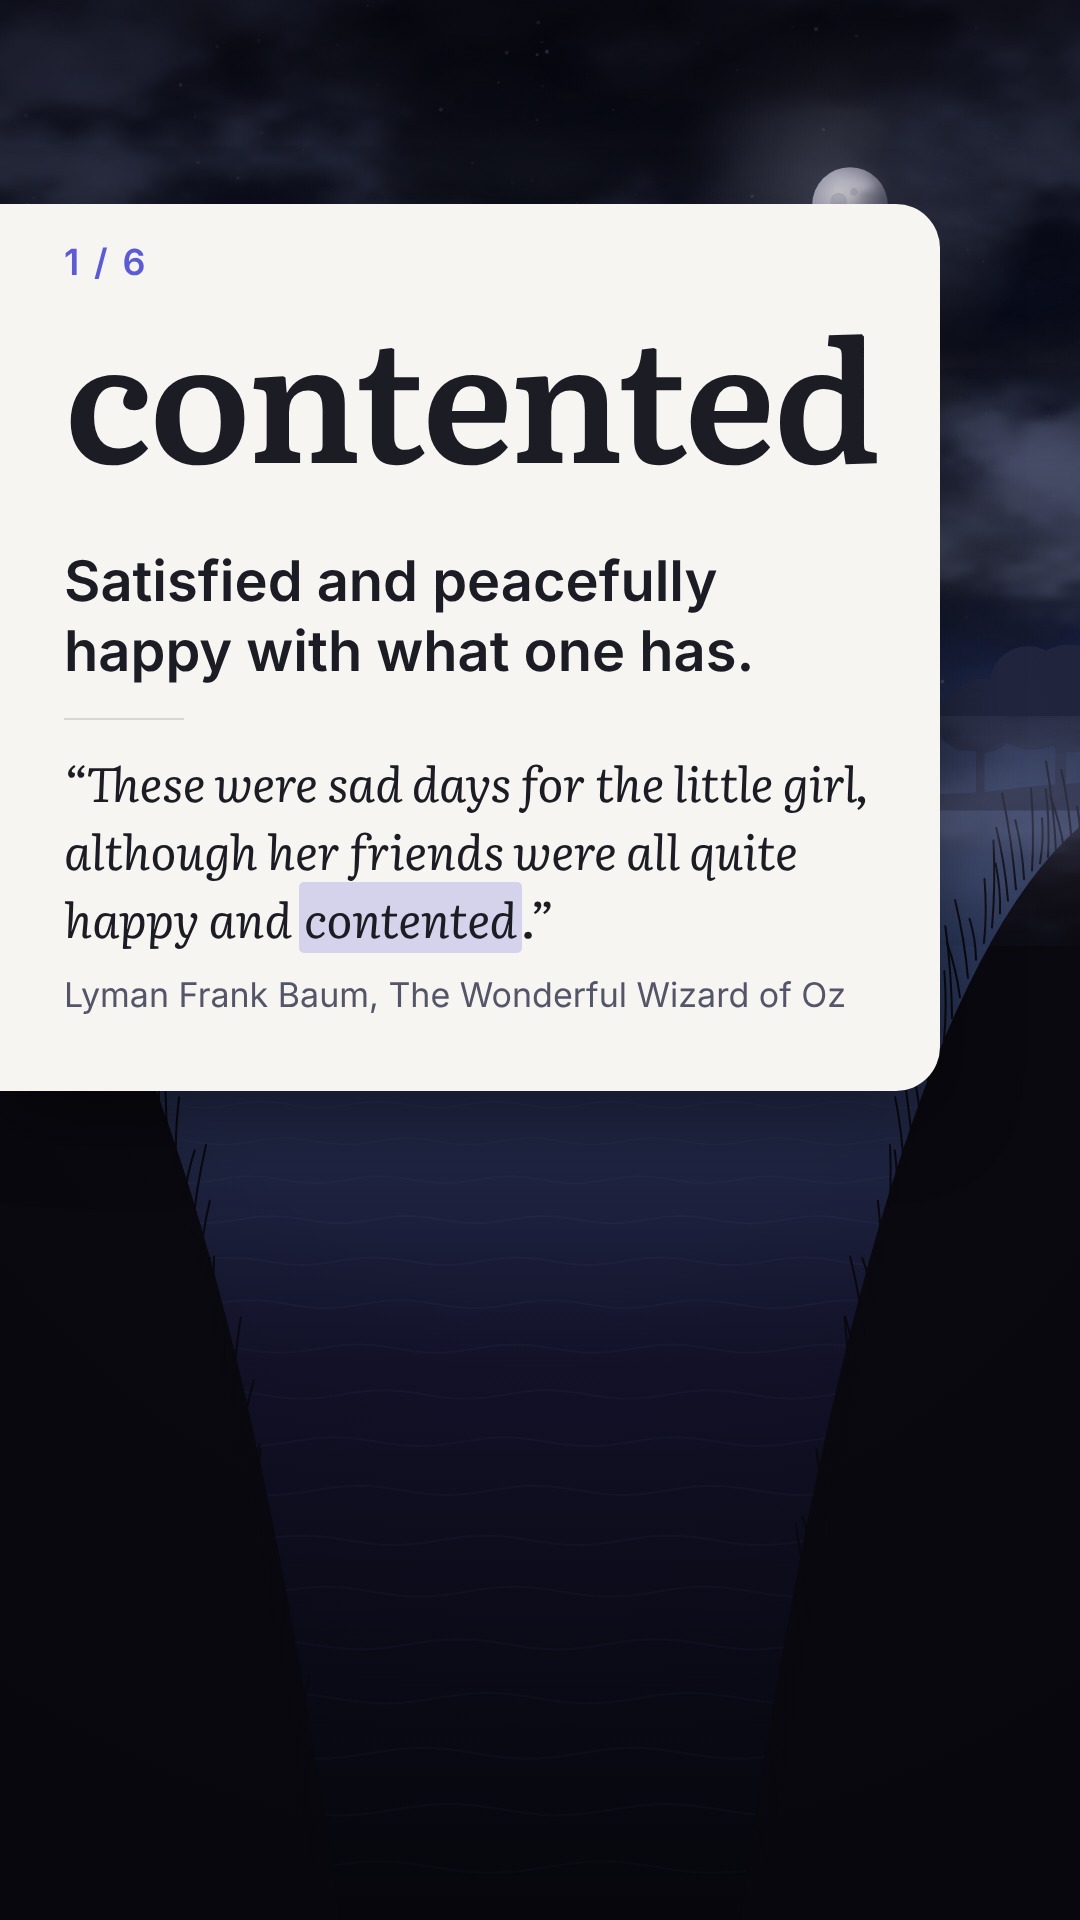 1 / 6
contented
Satisfied and peacefully
happy with what one has.
“These were sad days for the little girl,
although her friends were all quite
happy and contented.”
Lyman Frank Baum, The Wonderful Wizard of Oz